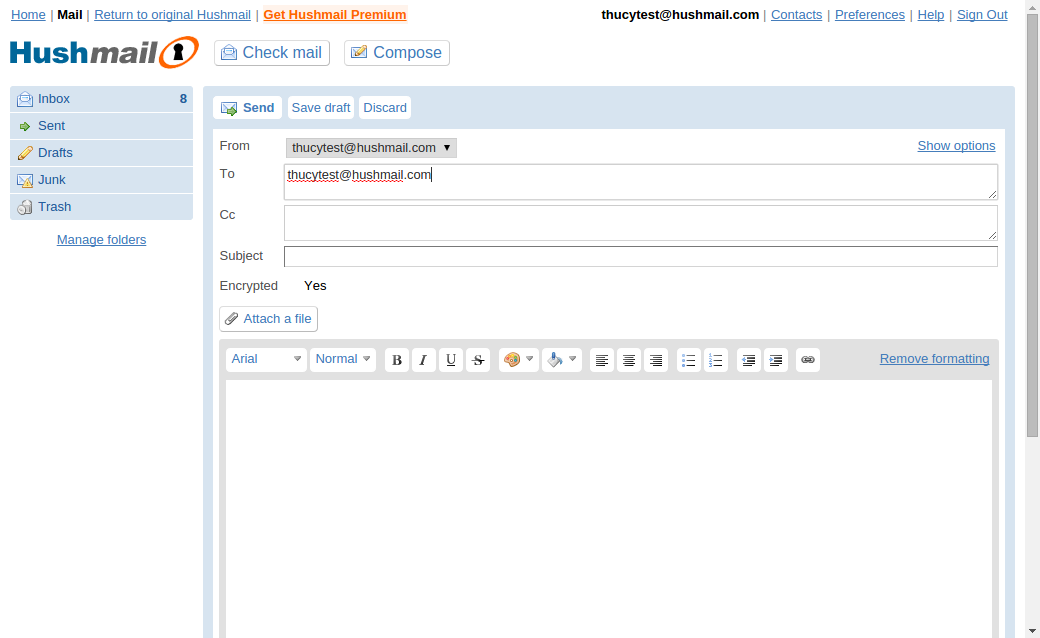 Home | Mail | Return to original Hushmail | Get Hushmail Premium thucytest@hushmail.com | Contacts | Preferences | Help | Sign Out
Hushmail Check mail Compose
Inbox 8
Sent
Drafts
Junk
Trash
Manage folders
Send Save draft Discard
From thucytest@hushmail.com Show options
To thucytest@hushmail.com
Cc
Subject
Encrypted Yes
Attach a file
Arial Normal B I U S Remove formatting